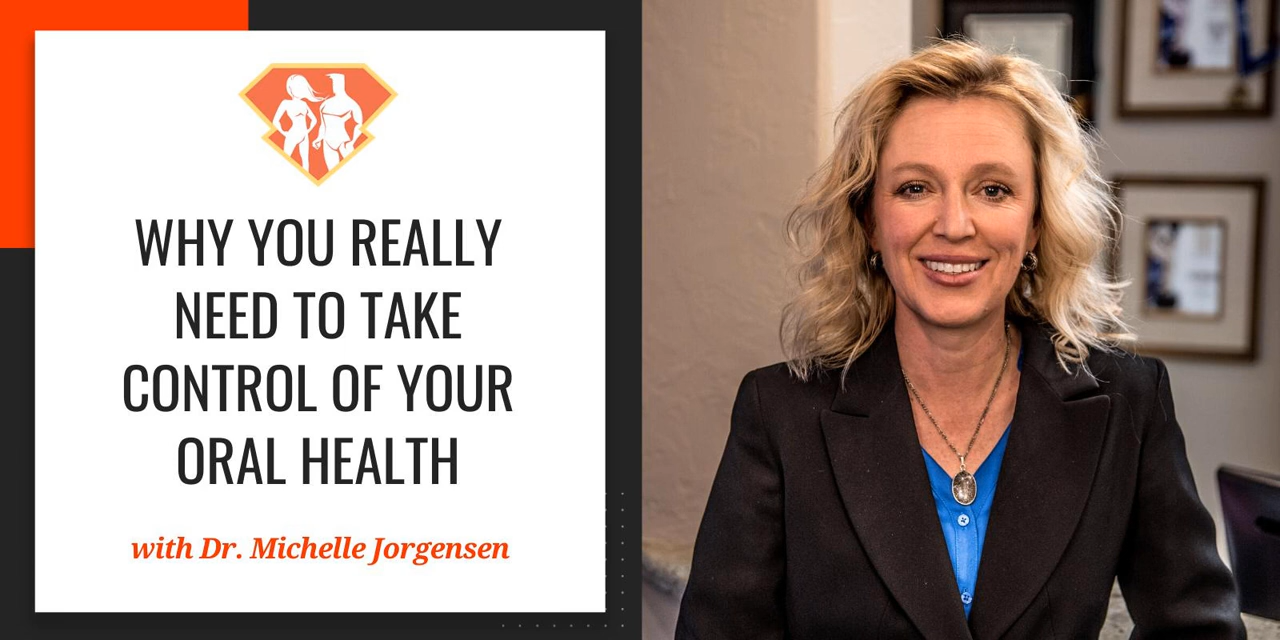 WHY YOU REALLY
NEED TO TAKE
CONTROL OF YOUR
ORAL HEALTH
with Dr. Michelle Jorgensen